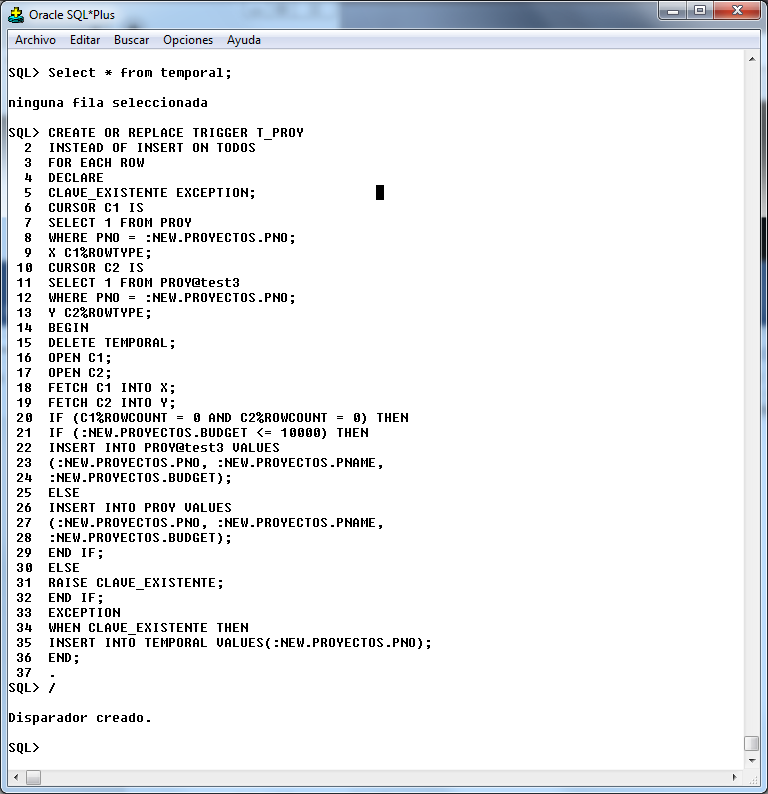 Oracle SQL*Plus
Archivo Editar Buscar Opciones Ayuda
SQL> Select * from temporal;
ninguna fila seleccionada
SQL> CREATE OR REPLACE TRIGGER T_PROY
2 INSTEAD OF INSERT ON TODOS
3 FOR EACH ROW
4 DECLARE
5 CLAVE_EXISTENTE EXCEPTION;
6 CURSOR C1 IS
7 SELECT 1 FROM PROY
8 WHERE PNO = :NEW.PROYECTOS.PNO;
9 X C1%ROWTYPE;
10 CURSOR C2 IS
11 SELECT 1 FROM PROY@test3
12 WHERE PNO = :NEW.PROYECTOS.PNO;
13 Y C2%ROWTYPE;
14 BEGIN
15 DELETE TEMPORAL;
16 OPEN C1;
17 OPEN C2;
18 FETCH C1 INTO X;
19 FETCH C2 INTO Y;
20 IF (C1%ROWCOUNT = 0 AND C2%ROWCOUNT = 0) THEN
21 IF (:NEW.PROYECTOS.BUDGET <= 10000) THEN
22 INSERT INTO PROY@test3 VALUES
23 (:NEW.PROYECTOS.PNO, :NEW.PROYECTOS.PNAME,
24 :NEW.PROYECTOS.BUDGET);
25 ELSE
26 INSERT INTO PROY VALUES
27 (:NEW.PROYECTOS.PNO, :NEW.PROYECTOS.PNAME,
28 :NEW.PROYECTOS.BUDGET);
29 END IF;
30 ELSE
31 RAISE CLAVE_EXISTENTE;
32 END IF;
33 EXCEPTION
34 WHEN CLAVE_EXISTENTE THEN
35 INSERT INTO TEMPORAL VALUES(:NEW.PROYECTOS.PNO);
36 END;
37 .
SQL> /
Disparador creado.
SQL>